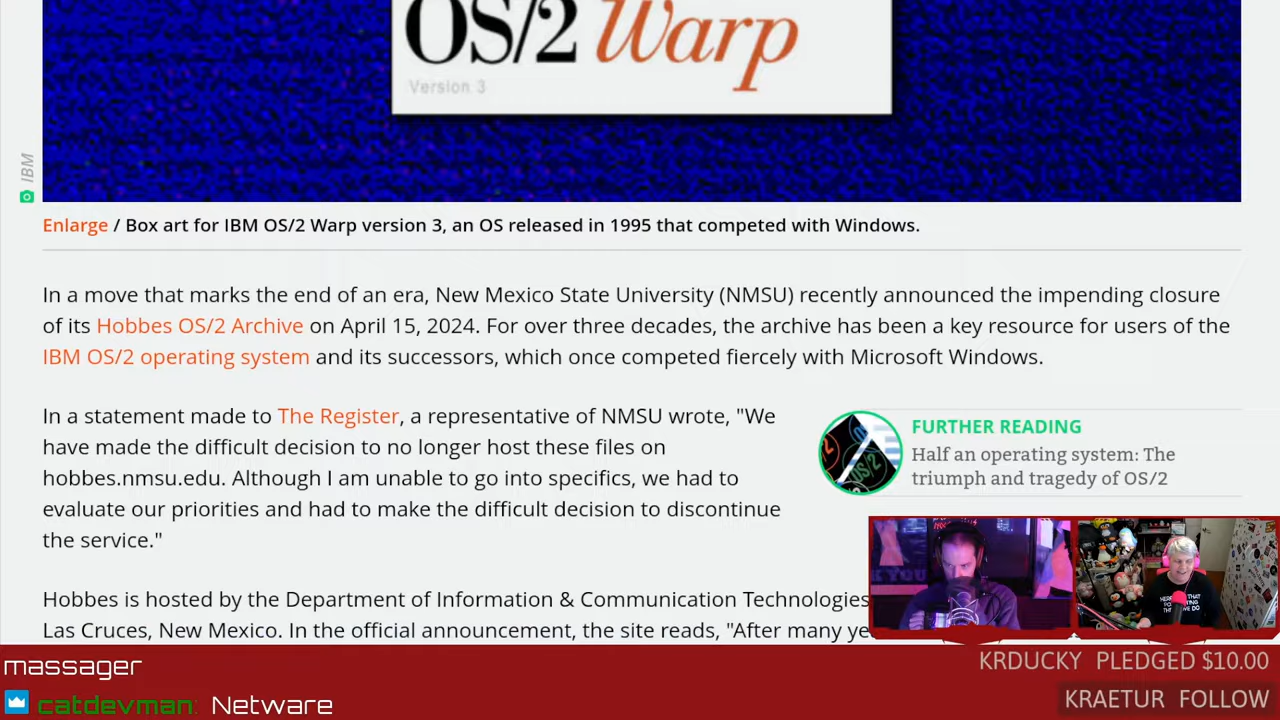 OS/2 Warp
Version 3
IBM
Enlarge / Box art for IBM OS/2 Warp version 3, an OS released in 1995 that competed with Windows.
In a move that marks the end of an era, New Mexico State University (NMSU) recently announced the impending closure
of its Hobbes OS/2 Archive on April 15, 2024. For over three decades, the archive has been a key resource for users of the
IBM OS/2 operating system and its successors, which once competed fiercely with Microsoft Windows.
In a statement made to The Register, a representative of NMSU wrote, "We
have made the difficult decision to no longer host these files on
hobbes.nmsu.edu. Although I am unable to go into specifics, we had to
evaluate our priorities and had to make the difficult decision to discontinue
the service."
FURTHER READING
Half an operating system: The
triumph and tragedy of OS/2
Hobbes is hosted by the Department of Information & Communication Technologies
Las Cruces, New Mexico. In the official announcement, the site reads, "After many
massager
catdevman: Netware
KRDUCKY PLEDGED $10.00
KRAETUR FOLLOW